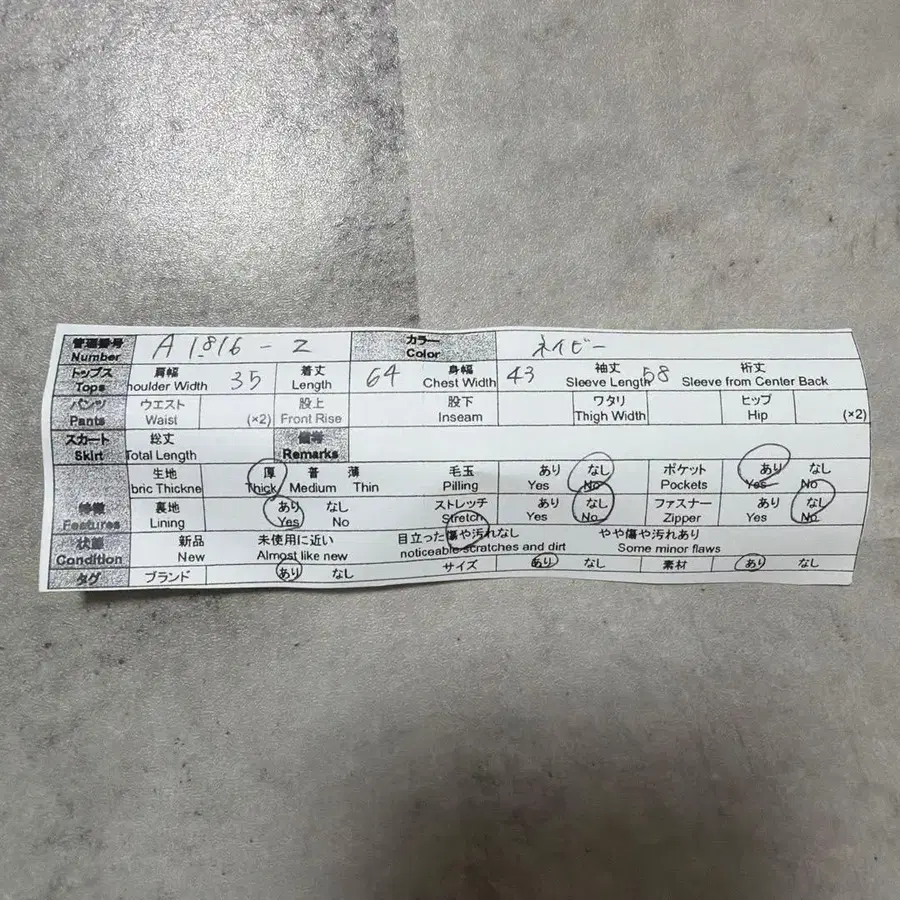 管理番号 A1816-2 カラー ネイビー
Number Color
トップス 肩幅 35 着丈 64 身幅 43 袖丈 58 裄丈
Tops houlder Width Length Chest Width Sleeve Length Sleeve from Center Back
パンツ ウエスト 股上 股下 ワタリ ヒップ
Pants Waist (×2) Front Rise Inseam Thigh Width Hip (×2)
スカート 総丈 備考
Skirt Total Length Remarks
生地 厚 普 薄 毛玉 あり なし ポケット あり なし
bric Thickne Thick Medium Thin Pilling Yes No Pockets Yes No
特徴 裏地 あり なし ストレッチ あり なし ファスナー あり なし
Features Lining Yes No Stretch Yes No Zipper Yes No
状態 新品 未使用に近い 目立った傷や汚れなし やや傷や汚れあり
Condition New Almost like new noticeable scratches and dirt Some minor flaws
タグ ブランド あり なし サイズ あり なし 素材 あり なし